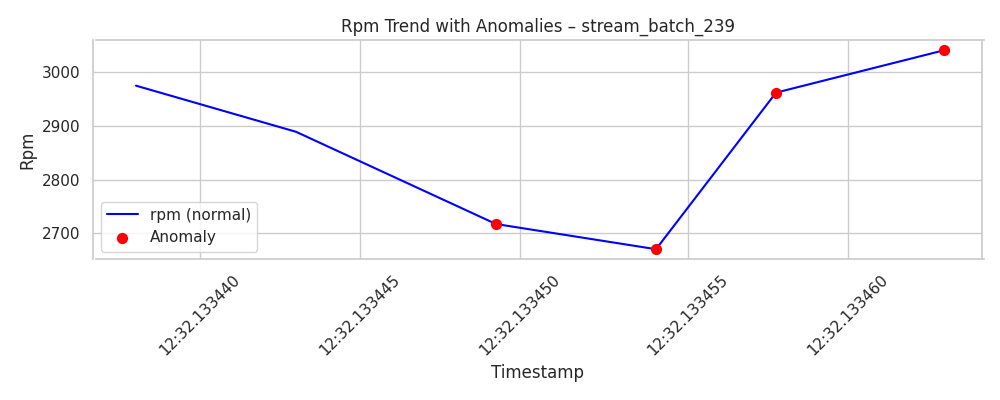 Rpm Trend with Anomalies – stream_batch_239
Rpm
3000
2900
2800
2700
rpm (normal)
Anomaly
12:32.133440
12:32.133445
12:32.133450
12:32.133455
12:32.133460
Timestamp